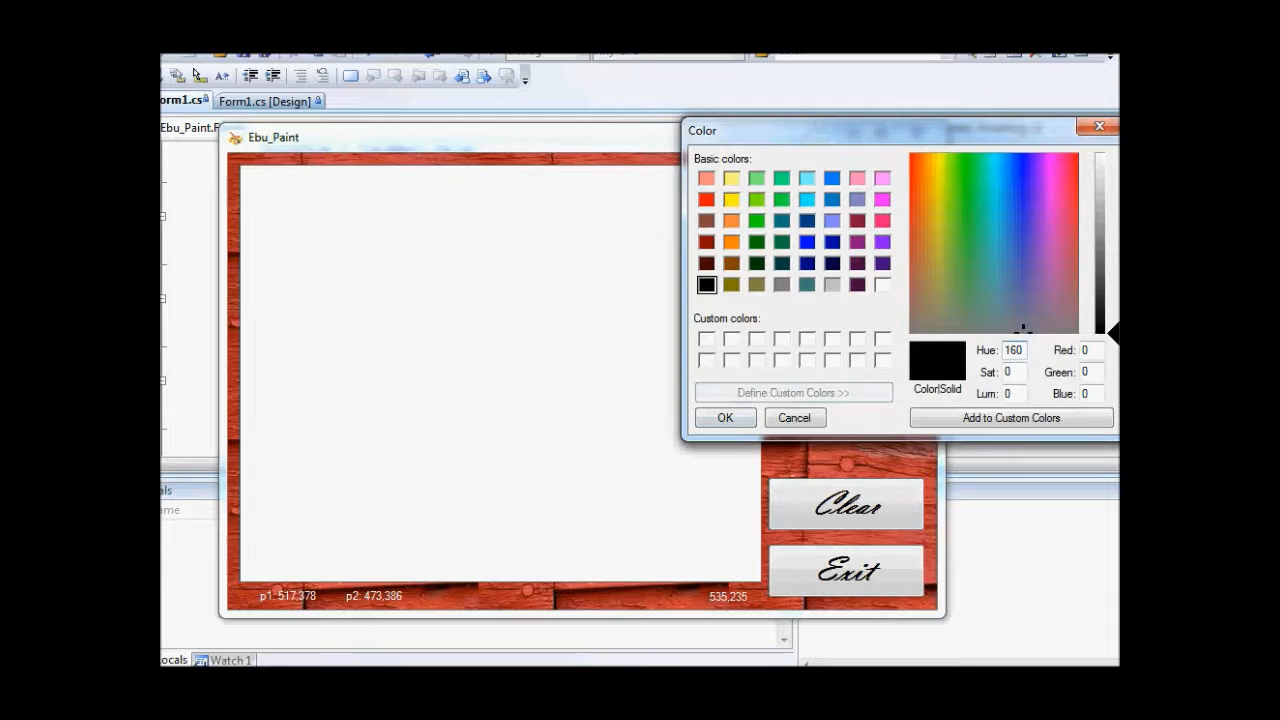 orm1.cs
Form1.cs [Design]
Ebu_Paint.F
Ebu_Paint
Color
Basic colors:
Custom colors:
Define Custom Colors >>
OK
Cancel
Hue: 160
Sat: 0
Lum: 0
Red: 0
Green: 0
Blue: 0
Color|Solid
Add to Custom Colors
als
ame
Clear
Exit
p1: 517,378
p2: 473,386
535,235
ocals
Watch 1